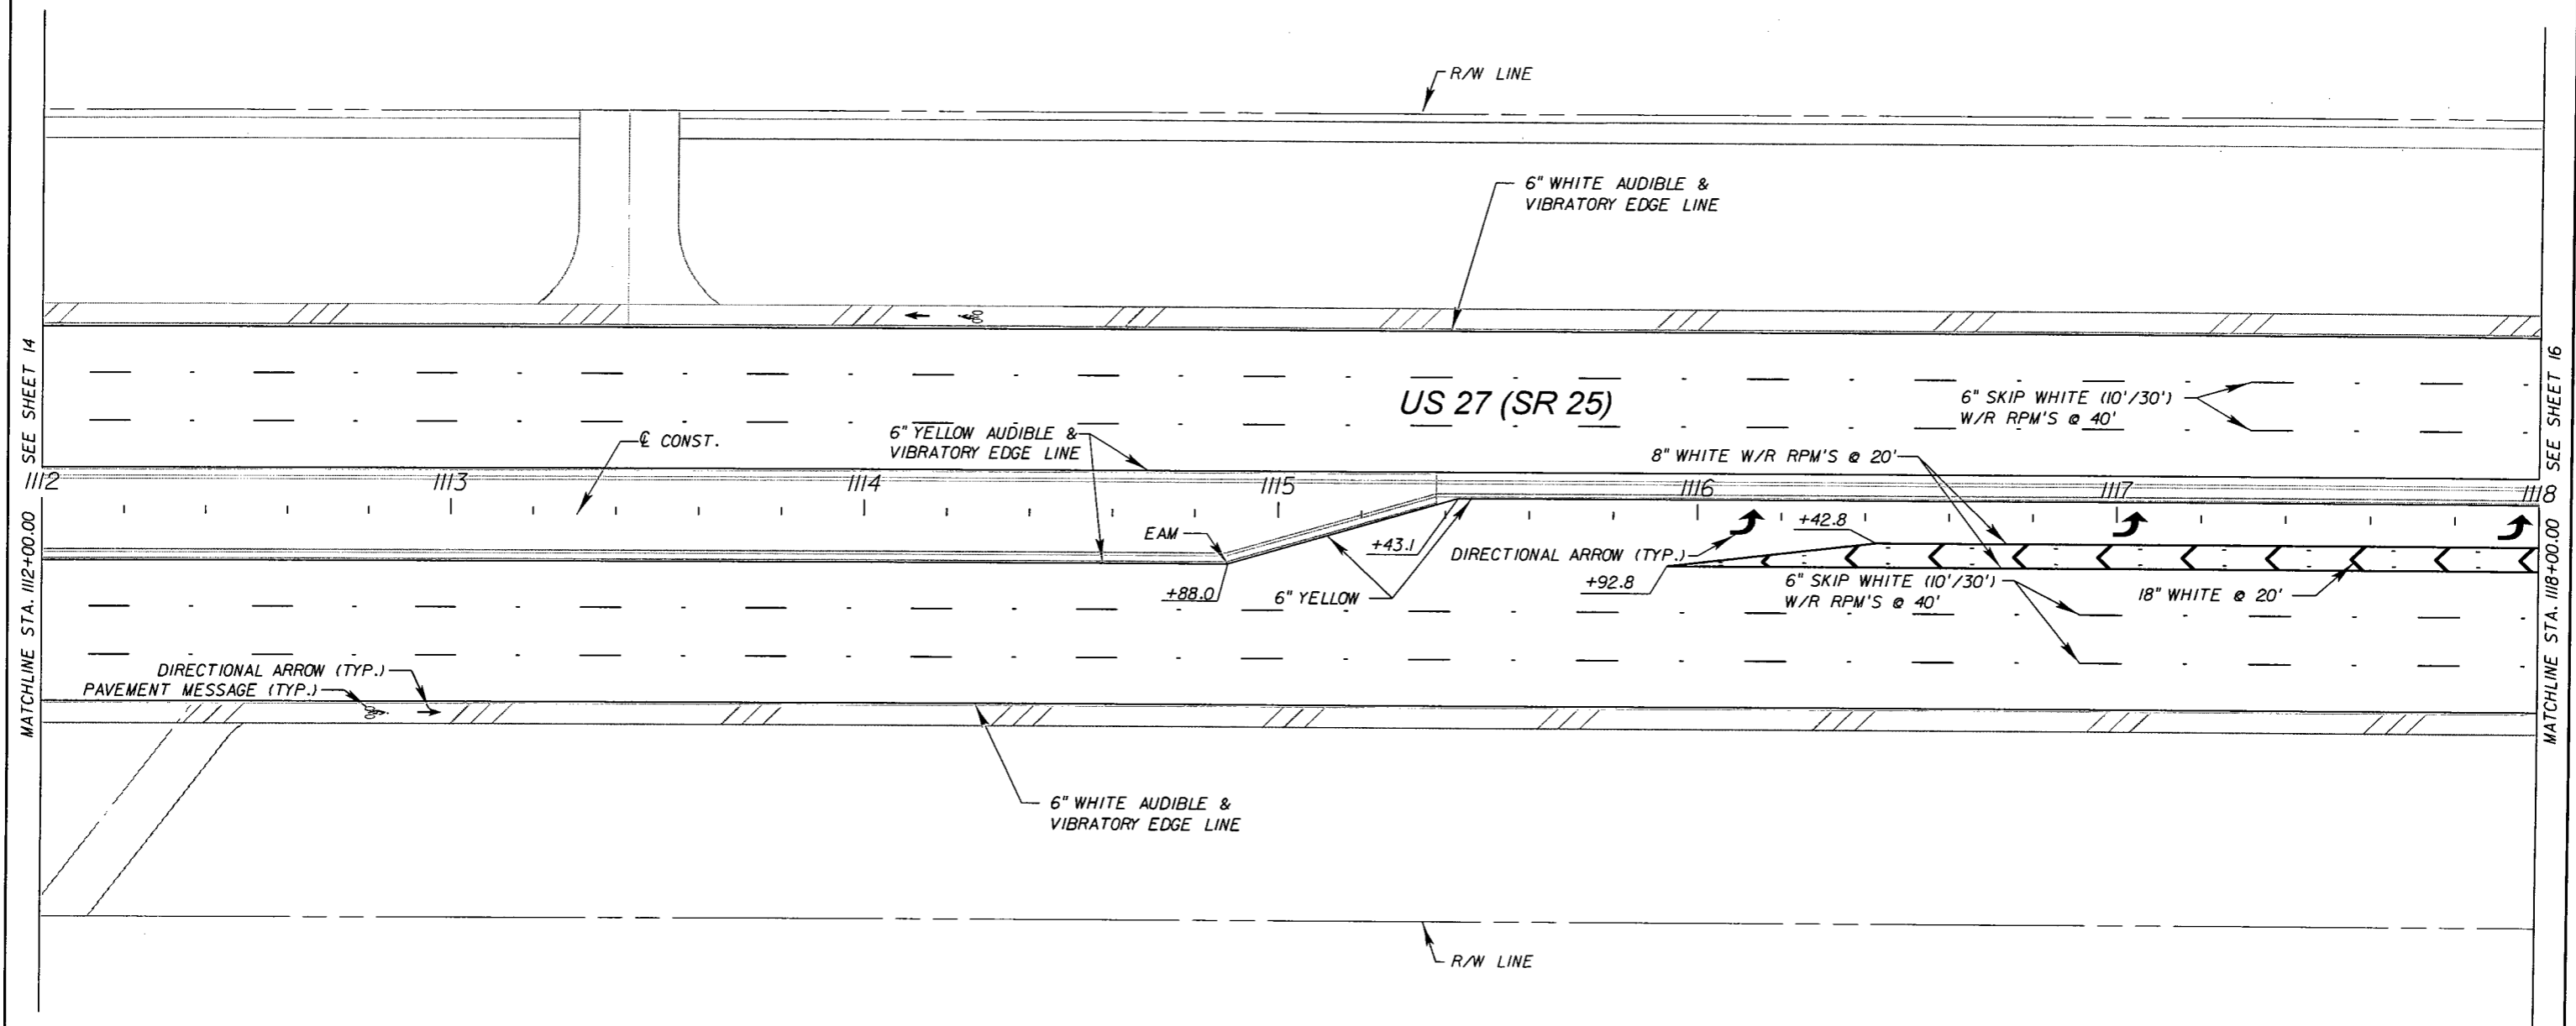 R/W LINE
6" WHITE AUDIBLE &
VIBRATORY EDGE LINE
SEE SHEET 14
SEE SHEET 16
US 27 (SR 25)
6" SKIP WHITE (10'/30')
W/R RPM'S @ 40'
℄ CONST.
6" YELLOW AUDIBLE &
VIBRATORY EDGE LINE
8" WHITE W/R RPM'S @ 20'
1112 1113 1114 1115 1116 1117 1118
MATCHLINE STA. 1112+00.00
MATCHLINE STA. 1118+00.00
EAM
+43.1
+42.8
DIRECTIONAL ARROW (TYP.)
+88.0
6" YELLOW
+92.8
6" SKIP WHITE (10'/30')
W/R RPM'S @ 40'
18" WHITE @ 20'
DIRECTIONAL ARROW (TYP.)
PAVEMENT MESSAGE (TYP.)
6" WHITE AUDIBLE &
VIBRATORY EDGE LINE
R/W LINE